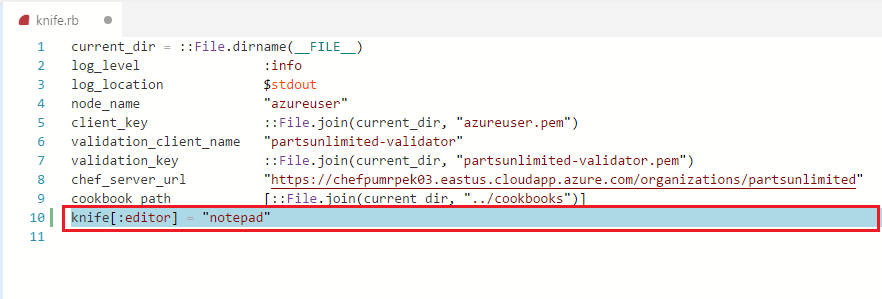 knife.rb
1 current_dir = ::File.dirname(__FILE__)
2 log_level :info
3 log_location $stdout
4 node_name "azureuser"
5 client_key ::File.join(current_dir, "azureuser.pem")
6 validation_client_name "partsunlimited-validator"
7 validation_key ::File.join(current_dir, "partsunlimited-validator.pem")
8 chef_server_url "https://chefpumrpek03.eastus.cloudapp.azure.com/organizations/partsunlimited"
9 cookbook_path [::File.join(current_dir, "../cookbooks")]
10 knife[:editor] = "notepad"
11